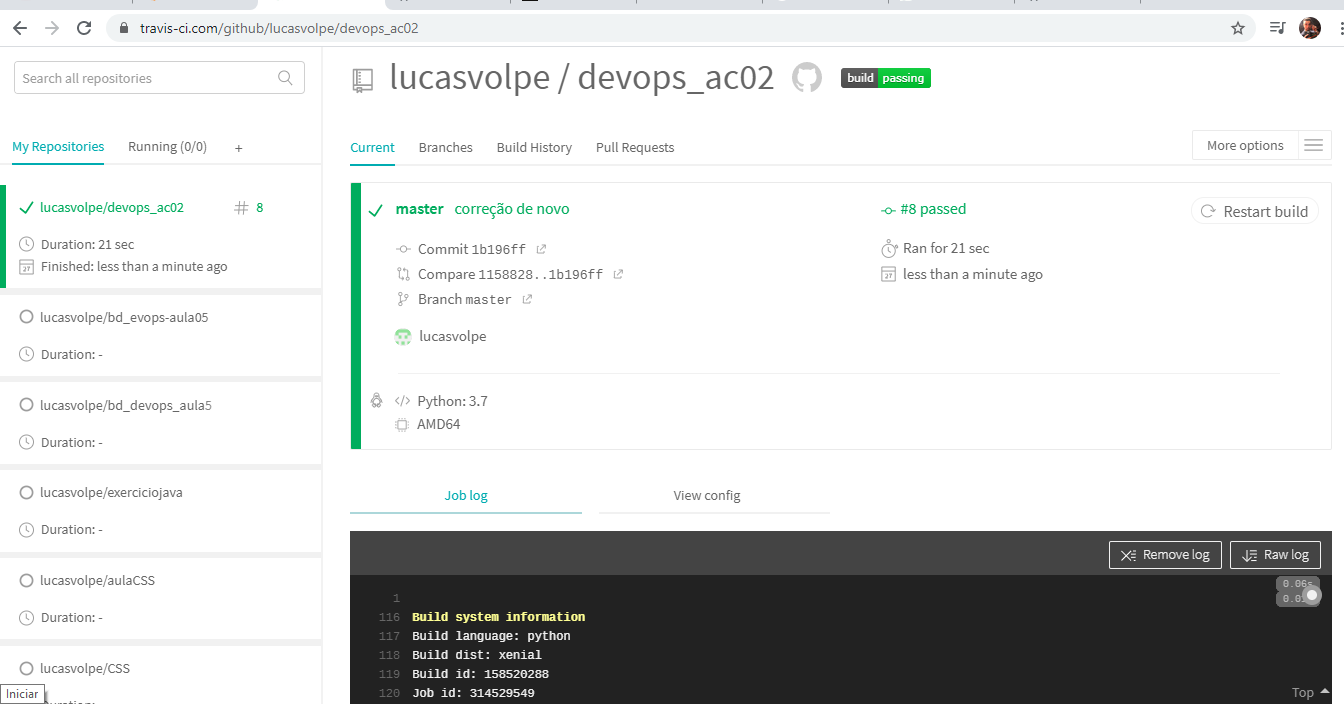 travis-ci.com/github/lucasvolpe/devops_ac02
Search all repositories
My Repositories Running (0/0) +
lucasvolpe/devops_ac02 # 8
Duration: 21 sec
Finished: less than a minute ago
lucasvolpe/bd_evops-aula05
Duration: -
lucasvolpe/bd_devops_aula5
Duration: -
lucasvolpe/exerciciojava
Duration: -
lucasvolpe/aulaCSS
Duration: -
lucasvolpe/CSS
Iniciar
lucasvolpe / devops_ac02
build passing
Current Branches Build History Pull Requests
More options
master correção de novo
#8 passed
Restart build
Commit 1b196ff
Ran for 21 sec
Compare 1158828..1b196ff
less than a minute ago
Branch master
lucasvolpe
Python: 3.7
AMD64
Job log View config
Remove log Raw log
1
0.06s
116 Build system information
117 Build language: python
118 Build dist: xenial
119 Build id: 158520288
120 Job id: 314529549
Top